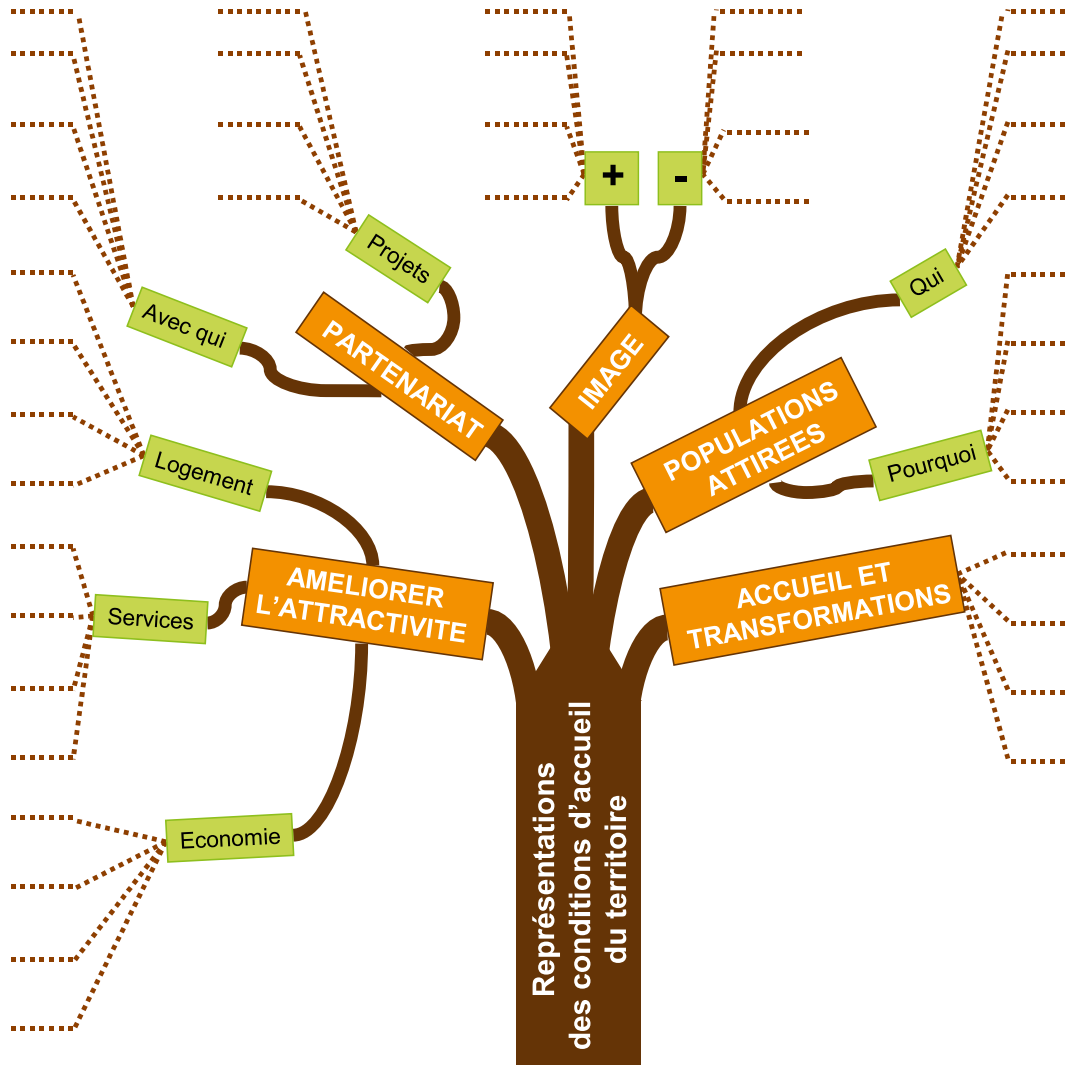 +
-
Projets
Qui
Avec qui
PARTENARIAT
IMAGE
POPULATIONS
ATTIREES
Logement
Pourquoi
AMELIORER
L’ATTRACTIVITE
ACCUEIL ET
TRANSFORMATIONS
Services
Economie
Représentations
des conditions d’accueil
du territoire